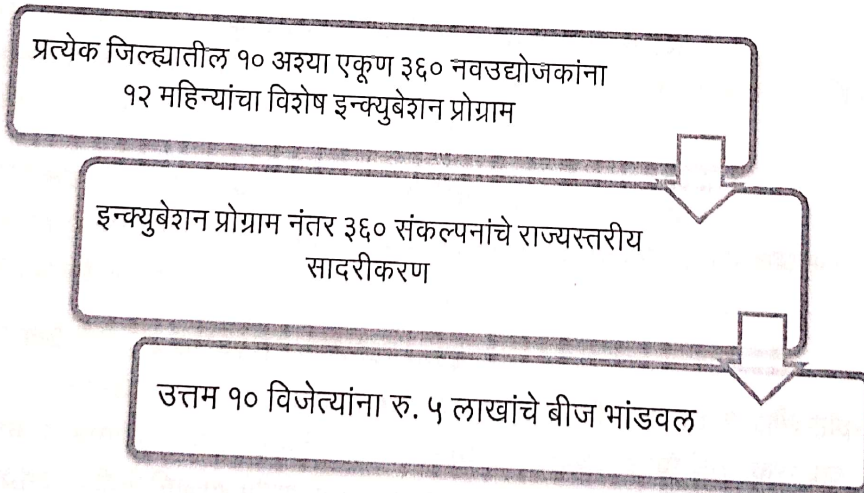 प्रत्येक जिल्ह्यातील १० अश्या एकूण ३६० नवउद्योजकांना
१२ महिन्यांचा विशेष इन्क्युबेशन प्रोग्राम
इन्क्युबेशन प्रोग्राम नंतर ३६० संकल्पनांचे राज्यस्तरीय
सादरीकरण
उत्तम १० विजेत्यांना रु. ५ लाखांचे बीज भांडवल